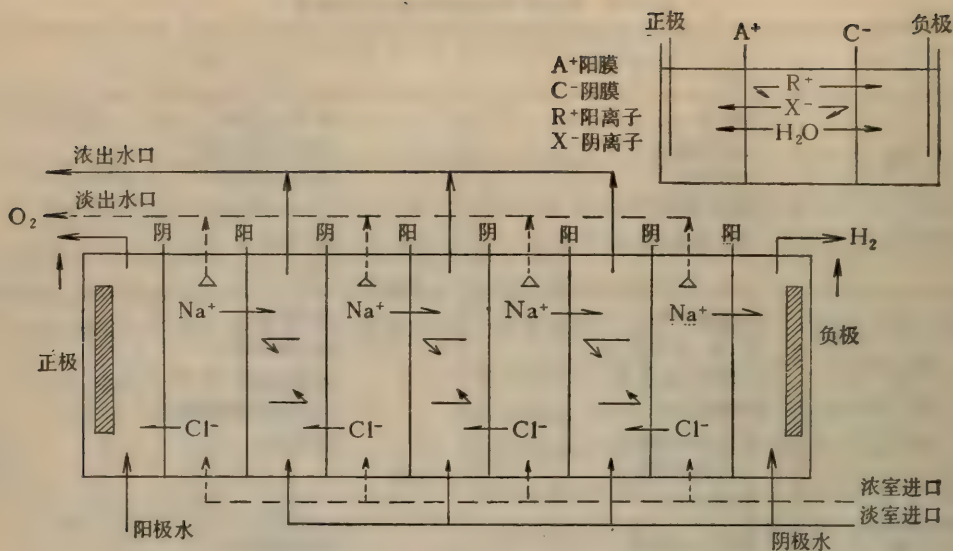 正极 A⁺ C⁻ 负极
A⁺阳膜
C⁻阴膜
R⁺阳离子
X⁻阴离子
R⁺
X⁻
H₂O
浓出水口
淡出水口
O₂ 阴 阳 阴 阳 阴 阳 阴 阳 H₂
Na⁺ Na⁺ Na⁺ Na⁺
正极 负极
Cl⁻ Cl⁻ Cl⁻ Cl⁻
浓室进口
淡室进口
阳极水 阴极水